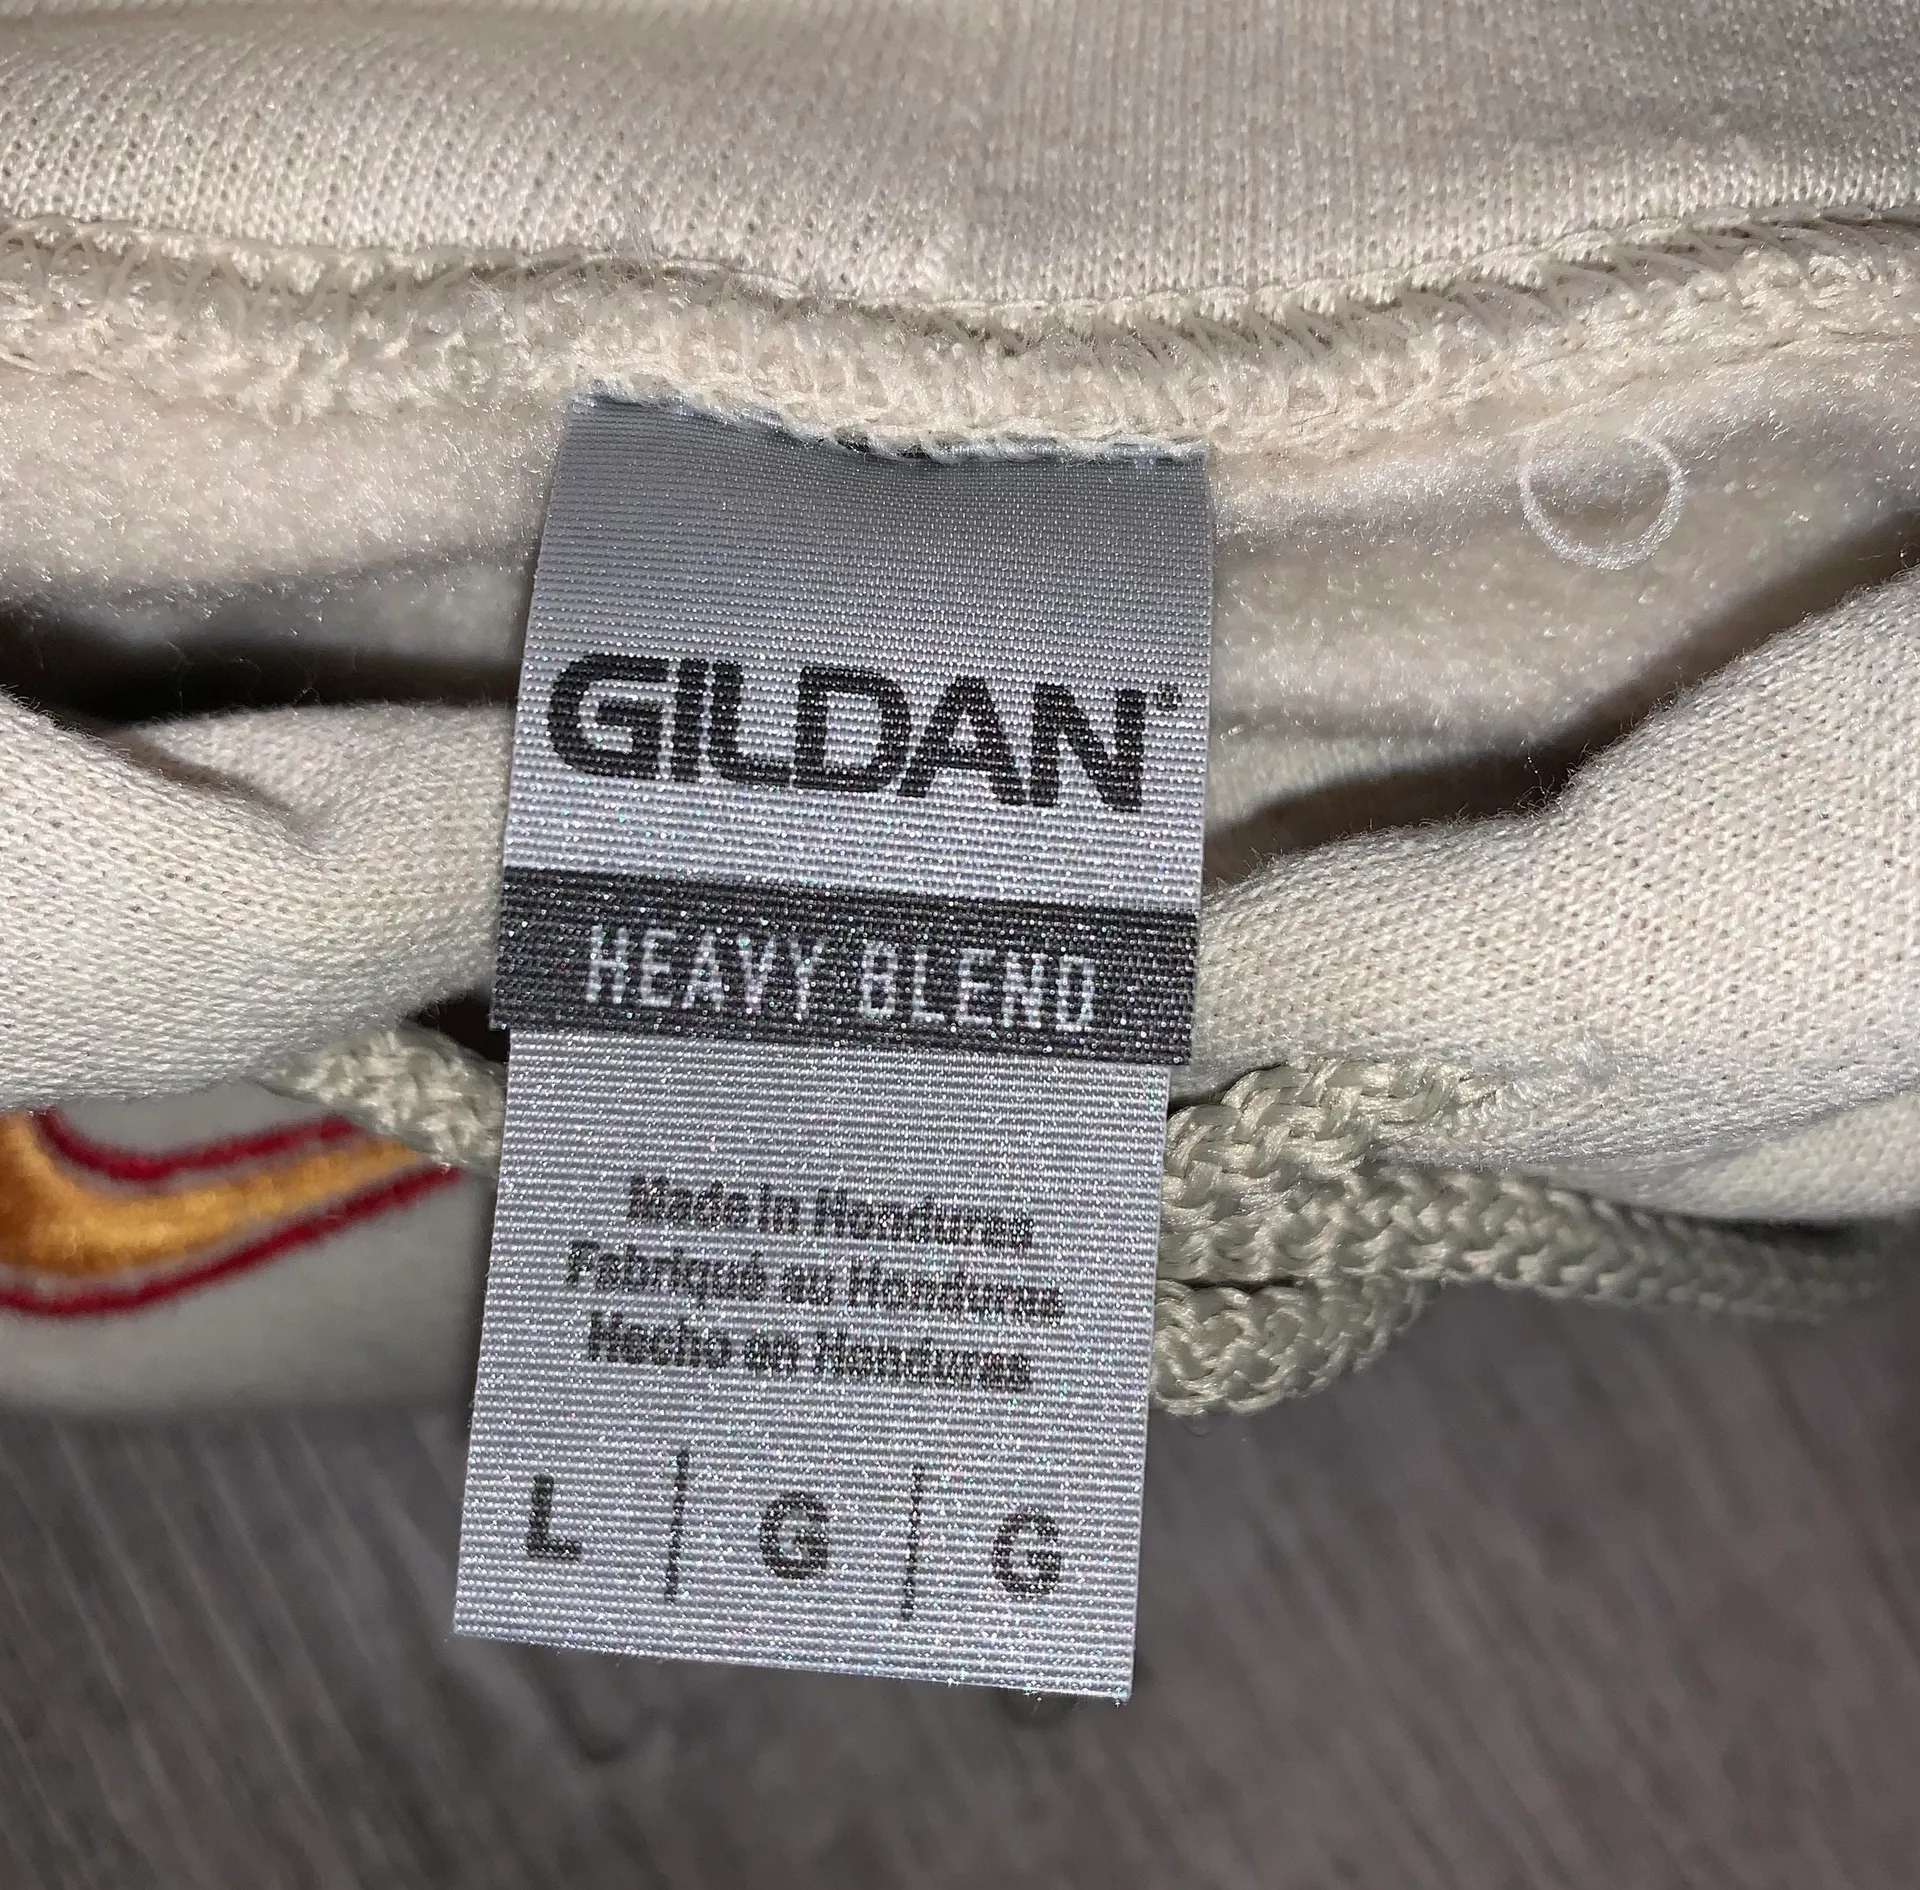 GILDAN®
HEAVY BLEND
Made in Honduras
Fabriqué au Honduras
Hecho en Honduras
L | G | G